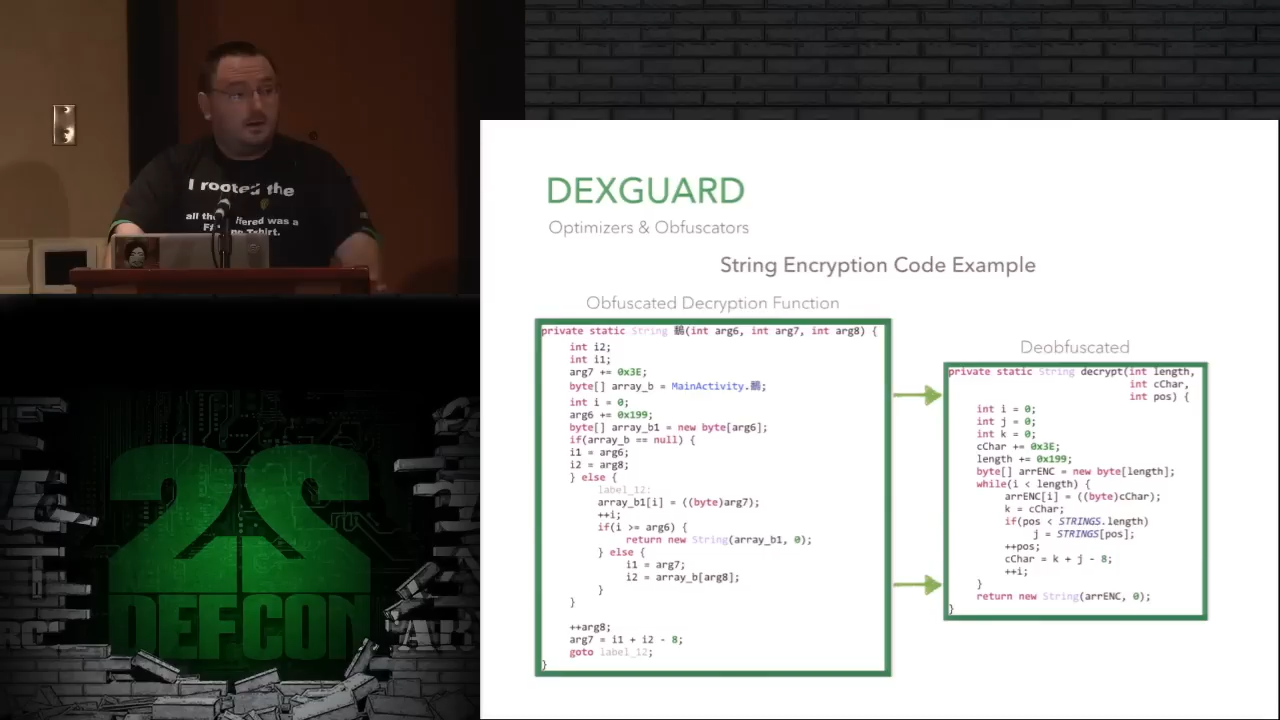 I rooted the
all th
was a
DEXGUARD
Optimizers & Obfuscators
String Encryption Code Example
Obfuscated Decryption Function
private static String 鷭(int arg6, int arg7, int arg8) {
int i2;
int i1;
arg7 += 0x3E;
byte[] array_b = MainActivity.鷭;
int i = 0;
arg6 += 0x199;
byte[] array_b1 = new byte[arg6];
if(array_b == null) {
i1 = arg6;
i2 = arg8;
} else {
label_12:
array_b1[i] = ((byte)arg7);
++i;
if(i >= arg6) {
return new String(array_b1, 0);
} else {
i1 = arg7;
i2 = array_b[arg8];
}
}
++arg8;
arg7 = i1 + i2 - 8;
goto label_12;
}
Deobfuscated
private static String decrypt(int length,
int cChar,
int pos) {
int i = 0;
int j = 0;
int k = 0;
cChar += 0x3E;
length += 0x199;
byte[] arrENC = new byte[length];
while(i < length) {
arrENC[i] = ((byte)cChar);
k = cChar;
if(pos < STRINGS.length)
j = STRINGS[pos];
++pos;
cChar = k + j - 8;
++i;
}
return new String(arrENC, 0);
}
22
DEFCON